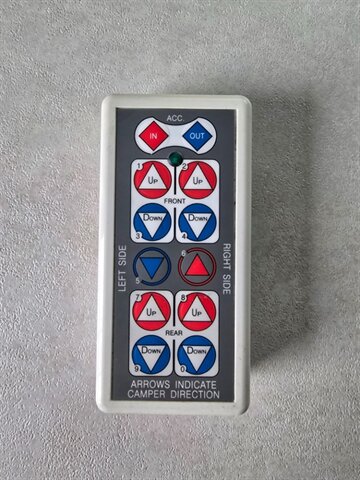 ACC.
IN OUT
1 2
UP UP
FRONT
DOWN DOWN
3 4
LEFT SIDE
5 6
RIGHT SIDE
7 8
UP UP
REAR
DOWN DOWN
9 0
ARROWS INDICATE
CAMPER DIRECTION